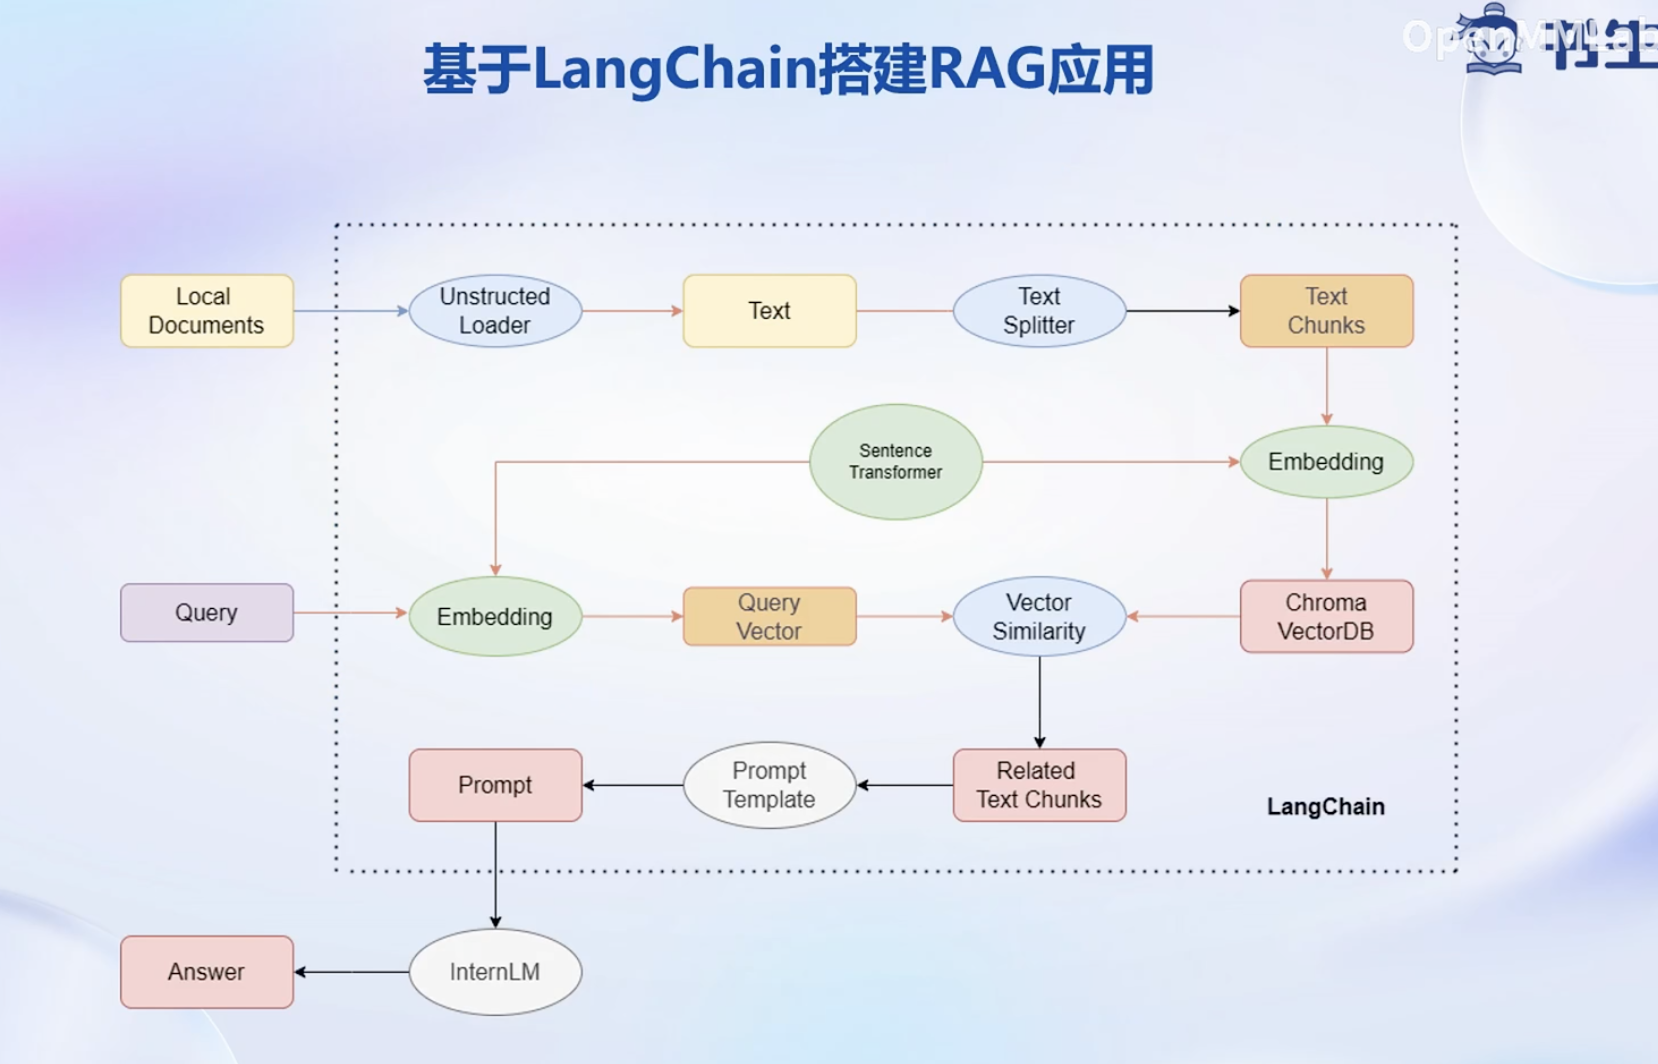 OpenMMLab
书生
基于LangChain搭建RAG应用
Local
Documents
Unstructed
Loader
Text
Text
Splitter
Text
Chunks
Sentence
Transformer
Embedding
Query
Embedding
Query
Vector
Vector
Similarity
Chroma
VectorDB
Prompt
Prompt
Template
Related
Text Chunks
LangChain
Answer
InternLM